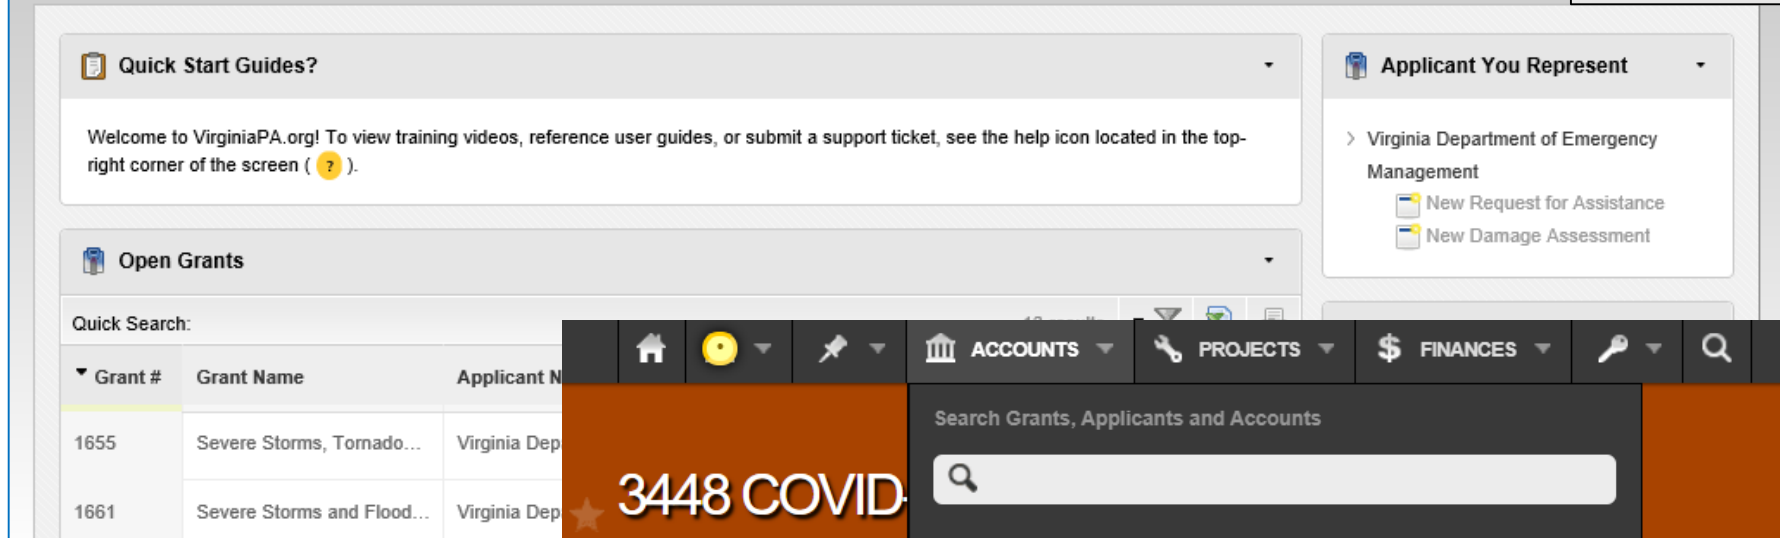 Quick Start Guides?
Welcome to VirginiaPA.org! To view training videos, reference user guides, or submit a support ticket, see the help icon located in the top-
right corner of the screen ( ? ).
Applicant You Represent
Virginia Department of Emergency
Management
New Request for Assistance
New Damage Assessment
Open Grants
Quick Search:
Grant # Grant Name Applicant N
1655 Severe Storms, Tornado... Virginia Dep
1661 Severe Storms and Flood... Virginia Dep
ACCOUNTS PROJECTS $ FINANCES
Search Grants, Applicants and Accounts
3448 COVID-